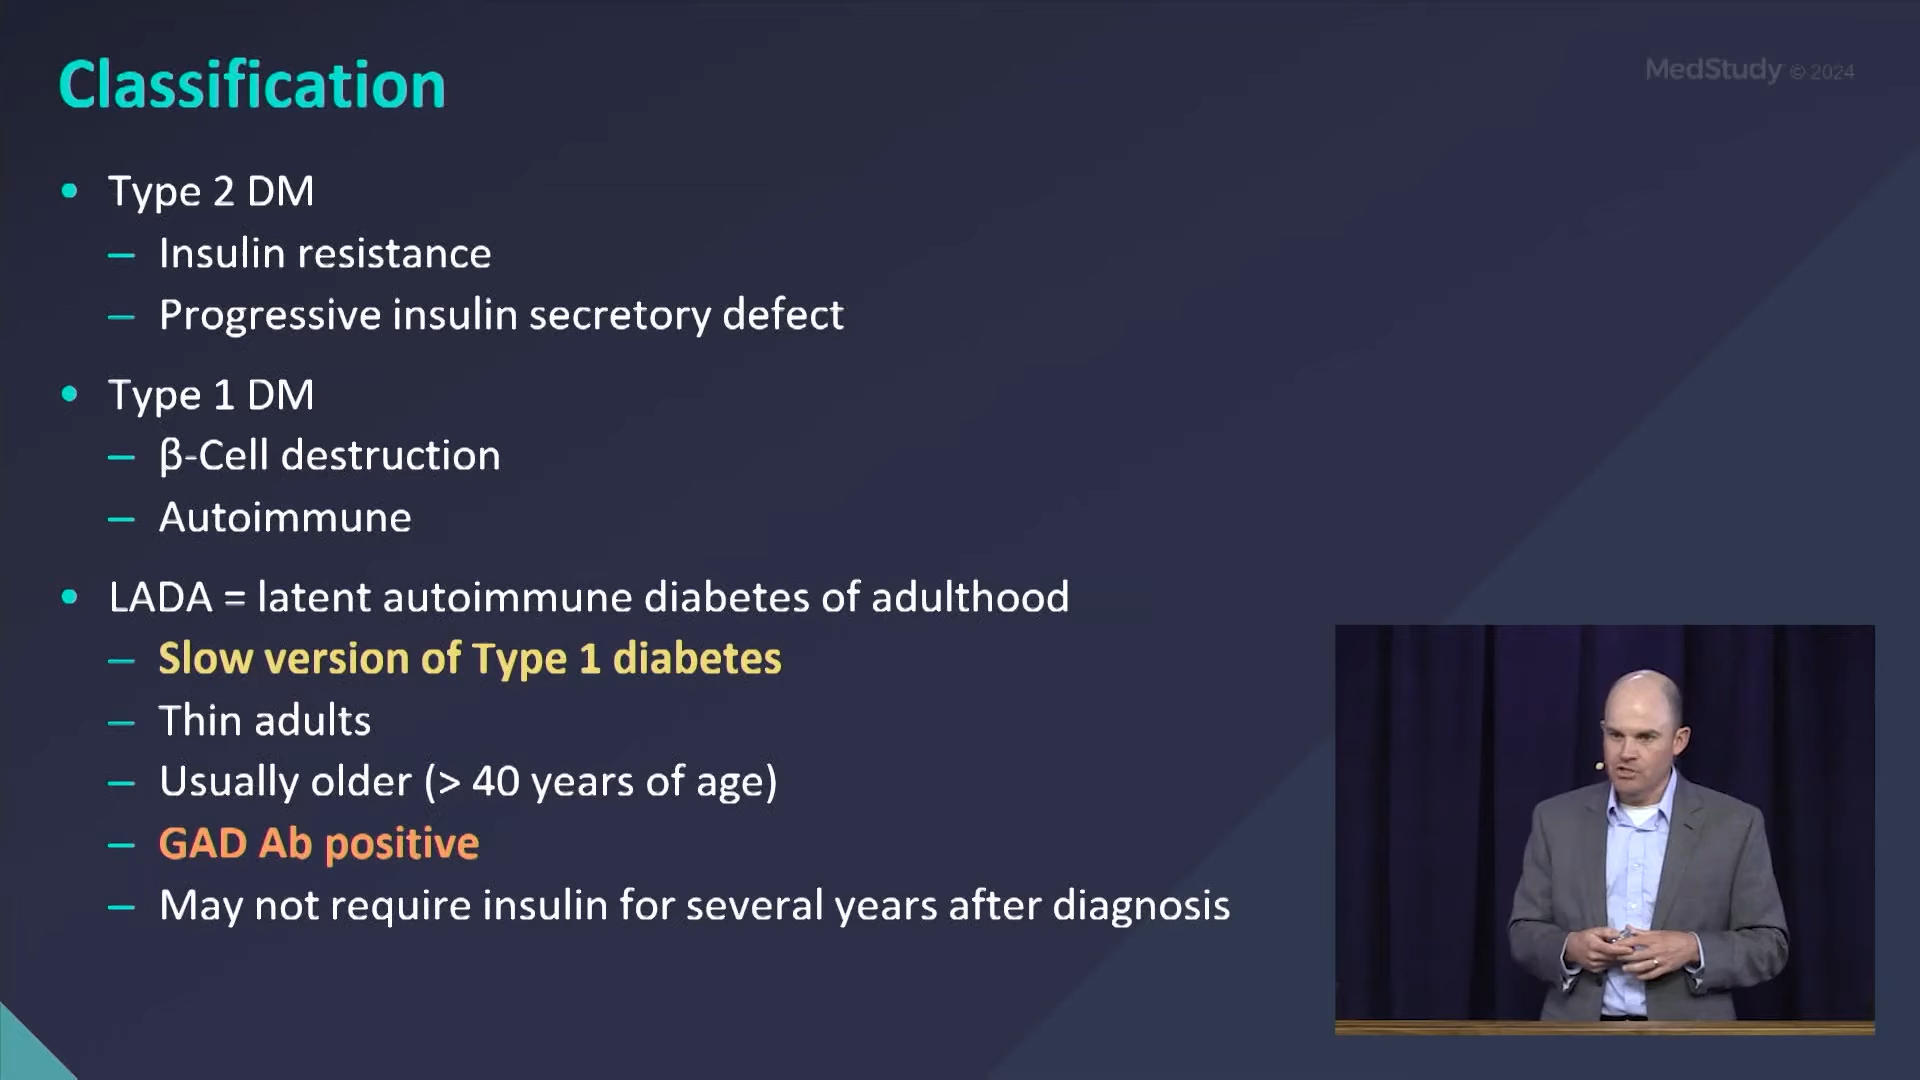 Classification
MedStudy © 2024
• Type 2 DM
– Insulin resistance
– Progressive insulin secretory defect
• Type 1 DM
– β-Cell destruction
– Autoimmune
• LADA = latent autoimmune diabetes of adulthood
– Slow version of Type 1 diabetes
– Thin adults
– Usually older (> 40 years of age)
– GAD Ab positive
– May not require insulin for several years after diagnosis